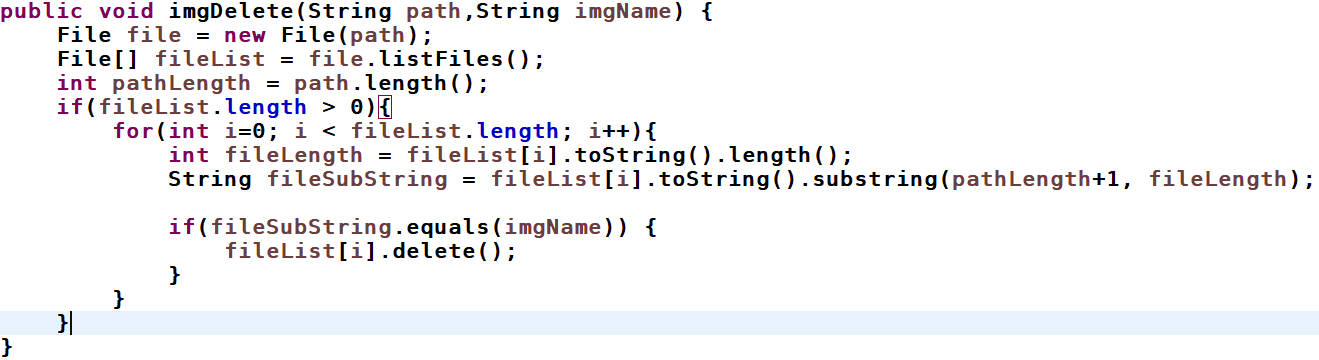 public void imgDelete(String path,String imgName) {
    File file = new File(path);
    File[] fileList = file.listFiles();
    int pathLength = path.length();
    if(fileList.length > 0){
        for(int i=0; i < fileList.length; i++){
            int fileLength = fileList[i].toString().length();
            String fileSubString = fileList[i].toString().substring(pathLength+1, fileLength);

            if(fileSubString.equals(imgName)) {
                fileList[i].delete();
            }
        }
    }
}